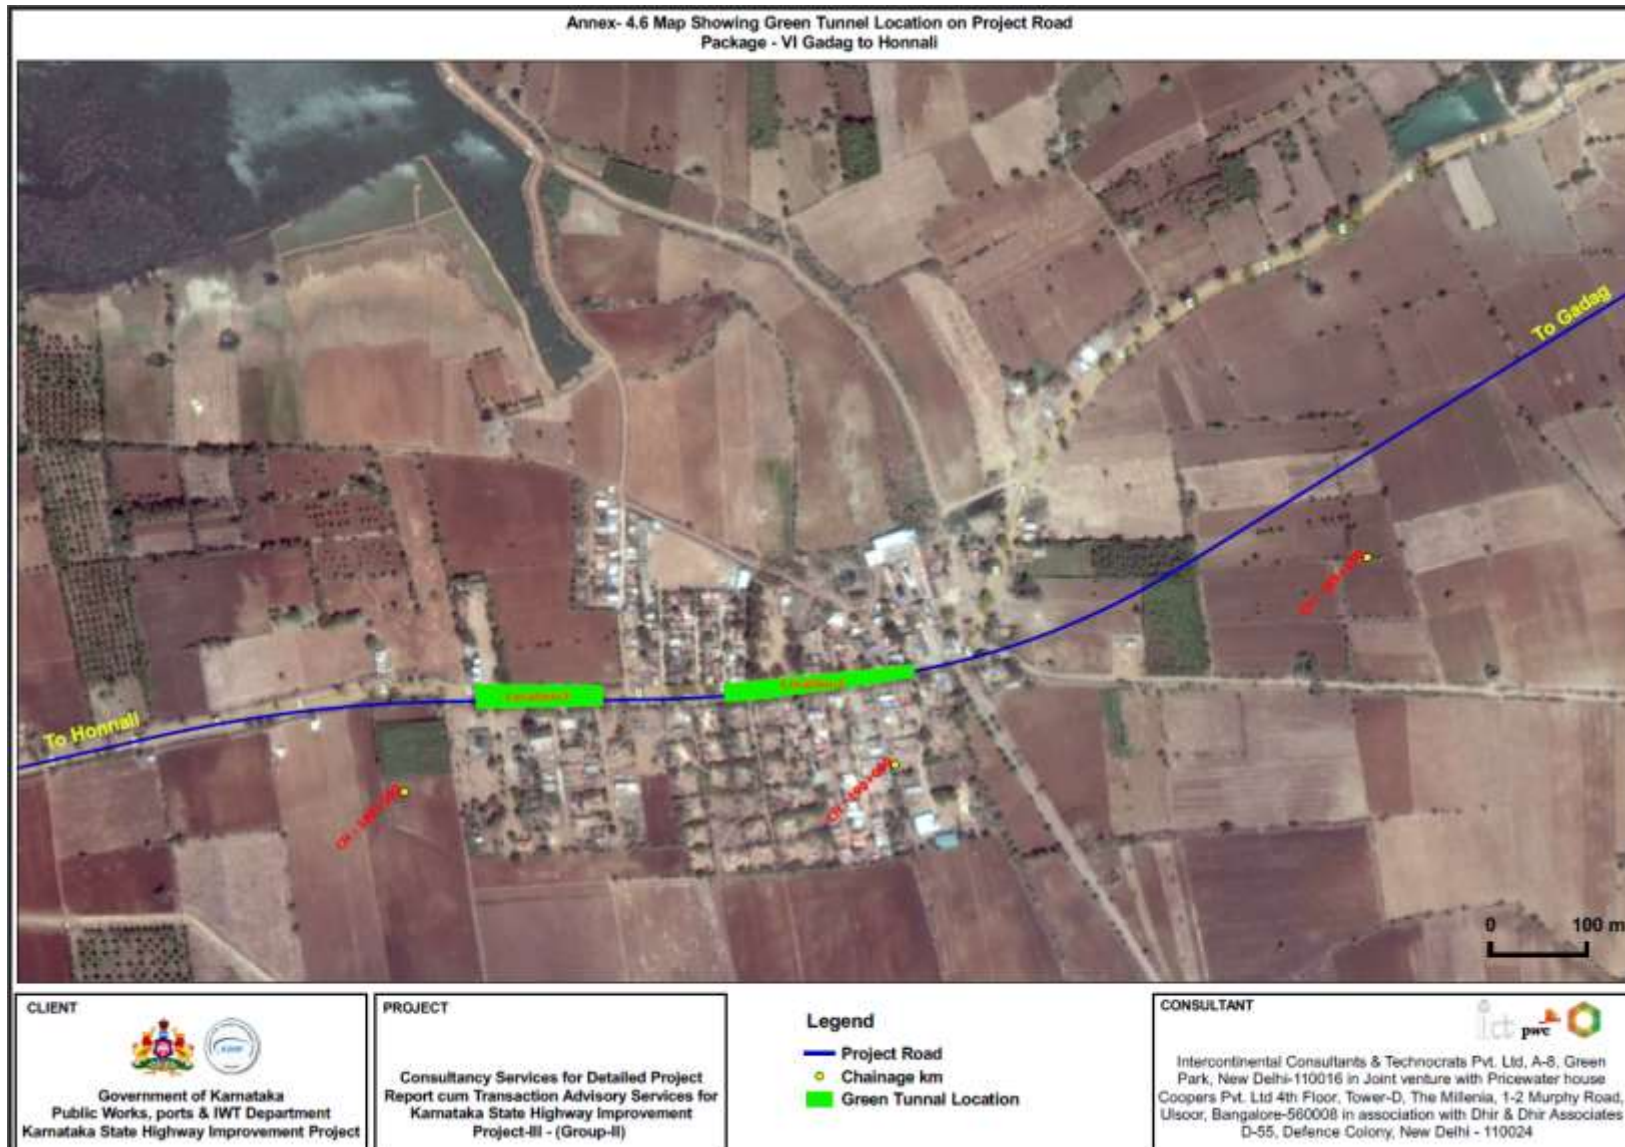 Annex- 4.6 Map Showing Green Tunnel Location on Project Road
Package - VI Gadag to Honnali
To Gadag
To Honnali
0 100 m
CLIENT
Government of Karnataka
Public Works, ports & IWT Department
Karnataka State Highway Improvement Project
PROJECT
Consultancy Services for Detailed Project
Report cum Transaction Advisory Services for
Karnataka State Highway Improvement
Project-III - (Group-II)
Legend
Project Road
Chainage km
Green Tunnal Location
CONSULTANT
ict pwc
Intercontinental Consultants & Technocrats Pvt. Ltd, A-8, Green
Park, New Delhi-110016 in Joint venture with Pricewater house
Coopers Pvt. Ltd 4th Floor, Tower-D, The Millenia, 1-2 Murphy Road,
Ulsoor, Bangalore-560008 in association with Dhir & Dhir Associates
D-55, Defence Colony, New Delhi - 110024